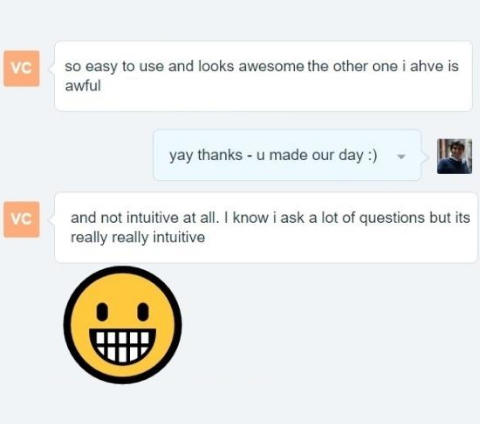 VC
so easy to use and looks awesome the other one i ahve is
awful
yay thanks - u made our day :)
VC
and not intuitive at all. I know i ask a lot of questions but its
really really intuitive